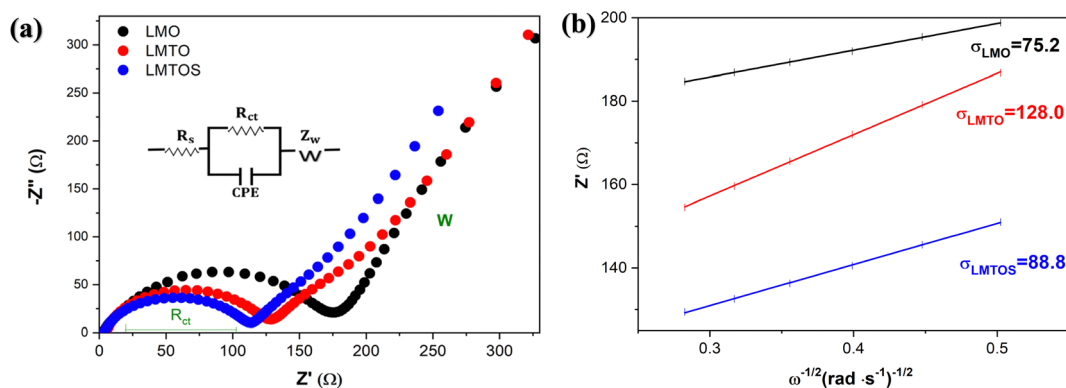 (a)
LMO
LMTO
LMTOS
R_ct
R_s
Z_w
CPE
W
R_ct
-Z'' (Ω)
300
250
200
150
100
50
0
0 50 100 150 200 250 300
Z' (Ω)
(b)
σ_LMO=75.2
σ_LMTO=128.0
σ_LMTOS=88.8
Z' (Ω)
200
180
160
140
0.3 0.4 0.5
ω^-1/2(rad ·s^-1)^-1/2